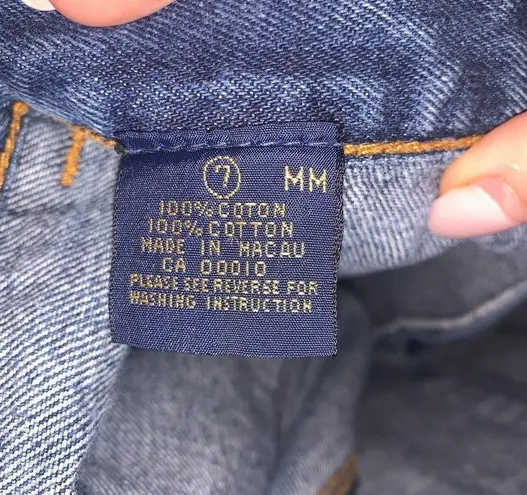 7 MM
100% COTON
100% COTTON
MADE IN MACAU
CA 00010
PLEASE SEE REVERSE FOR
WASHING INSTRUCTION